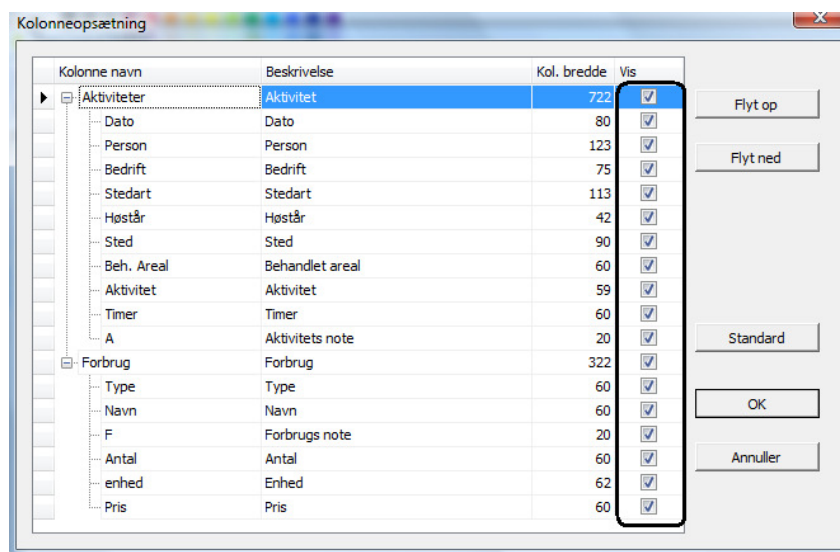 Kolonneopsætning
Kolonne navn Beskrivelse Kol. bredde Vis
Aktiviteter Aktivitet 722
Dato Dato 80
Person Person 123
Bedrift Bedrift 75
Stedart Stedart 113
Høstår Høstår 42
Sted Sted 90
Beh. Areal Behandlet areal 60
Aktivitet Aktivitet 59
Timer Timer 60
A Aktivitets note 20
Forbrug Forbrug 322
Type Type 60
Navn Navn 60
F Forbrugs note 20
Antal Antal 60
enhed Enhed 62
Pris Pris 60
Flyt op
Flyt ned
Standard
OK
Annuller